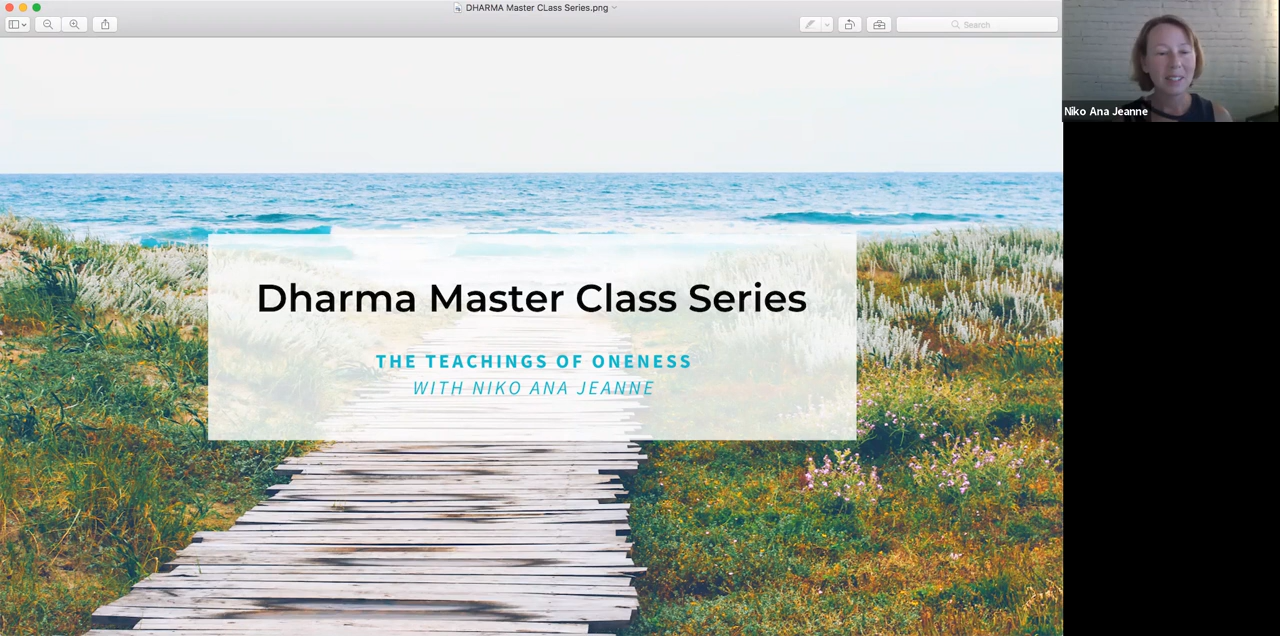 DHARMA Master CLass Series.png
Search
Niko Ana Jeanne
Dharma Master Class Series
THE TEACHINGS OF ONENESS
WITH NIKO ANA JEANNE